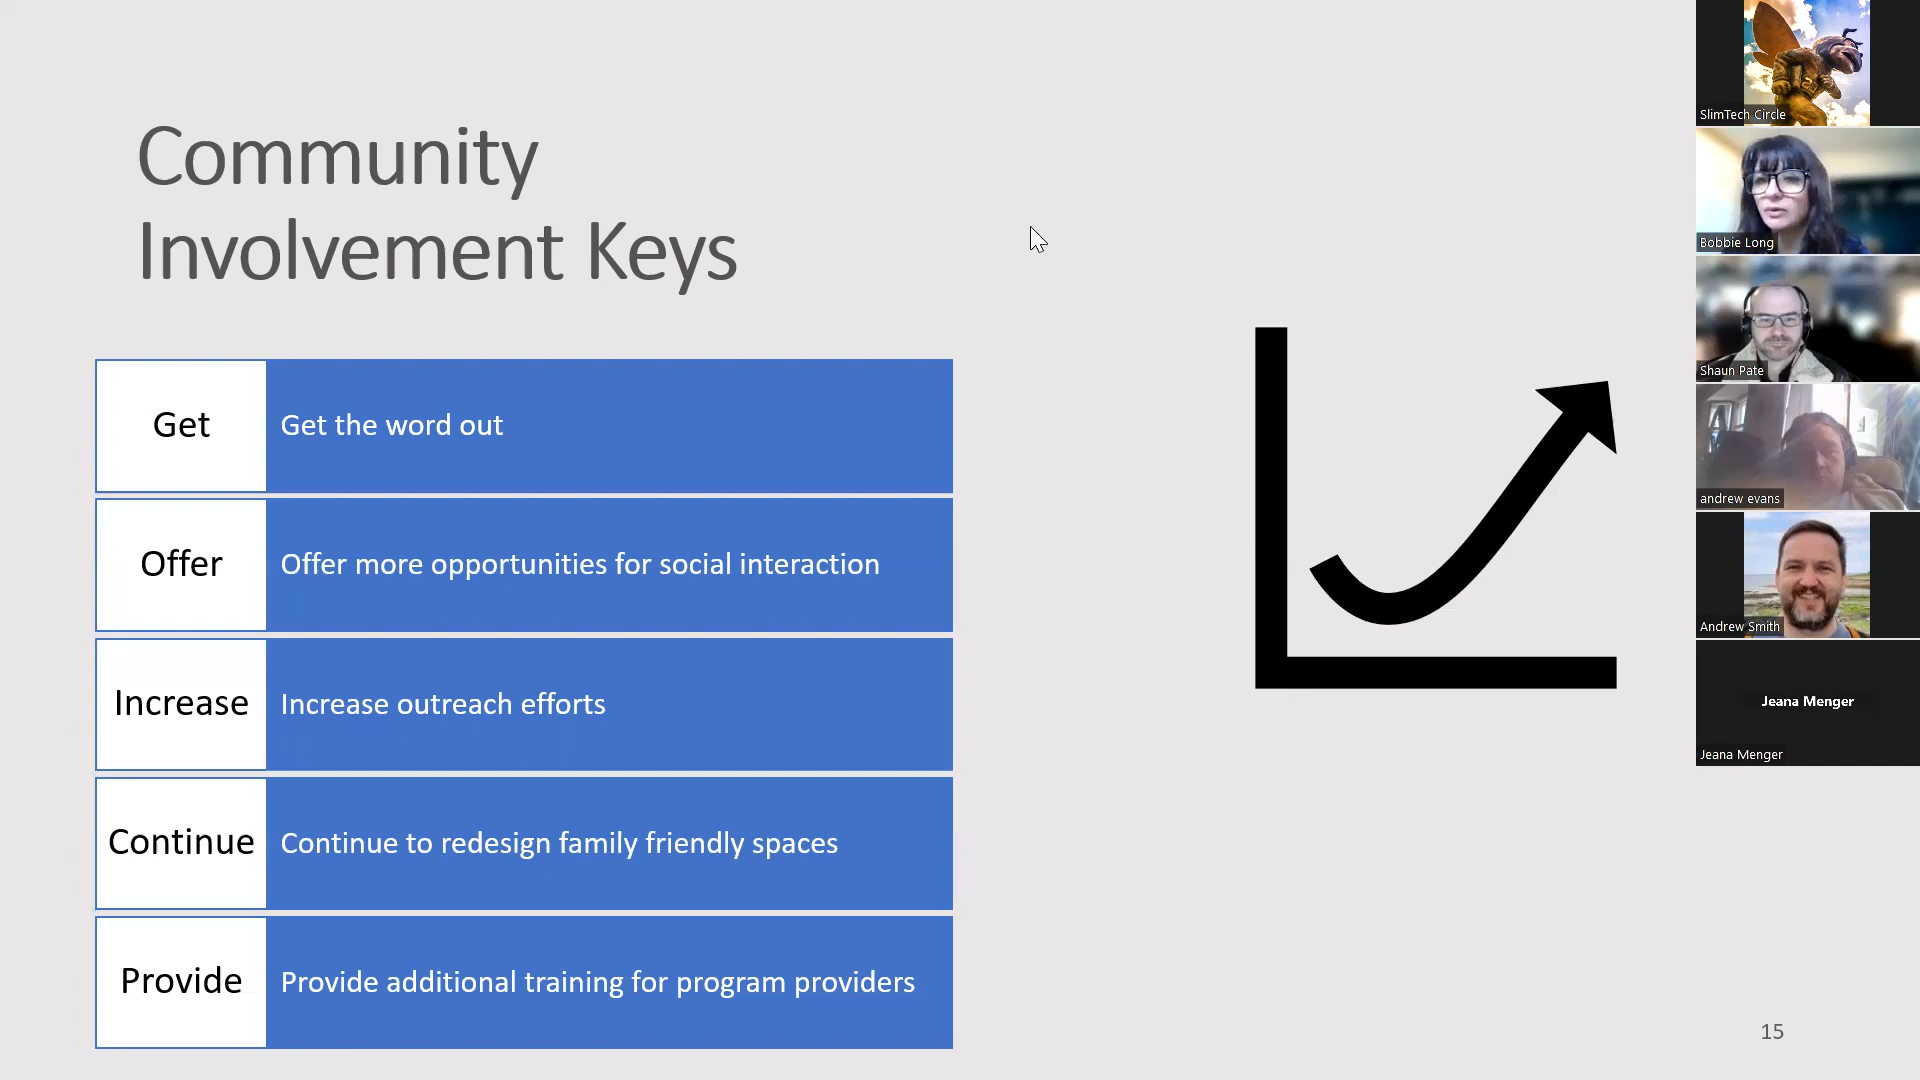 Community
Involvement Keys
Get
Get the word out
Offer
Offer more opportunities for social interaction
Increase
Increase outreach efforts
Continue
Continue to redesign family friendly spaces
Provide
Provide additional training for program providers
15
SlimTech Circle
Bobbie Long
Shaun Pate
andrew evans
Andrew Smith
Jeana Menger
Jeana Menger